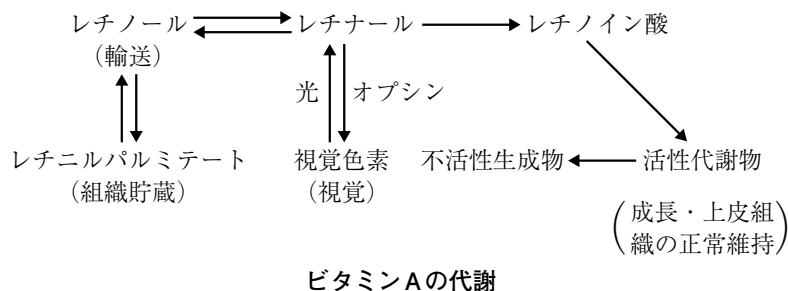 レチノール
レチナール
レチノイン酸
(輸送)
光
オプシン
レチニルパルミテート
視覚色素
不活性生成物
活性代謝物
(組織貯蔵)
(視覚)
(成長・上皮組
織の正常維持)
ビタミンAの代謝